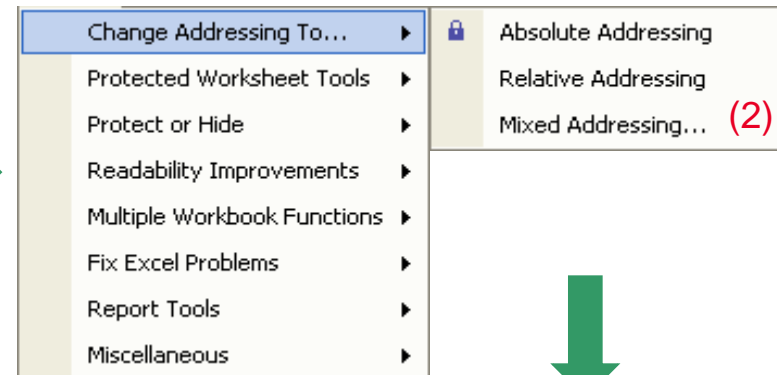 Change Addressing To...
Protected Worksheet Tools
Protect or Hide
Readability Improvements
Multiple Workbook Functions
Fix Excel Problems
Report Tools
Miscellaneous
Absolute Addressing
Relative Addressing
Mixed Addressing... (2)